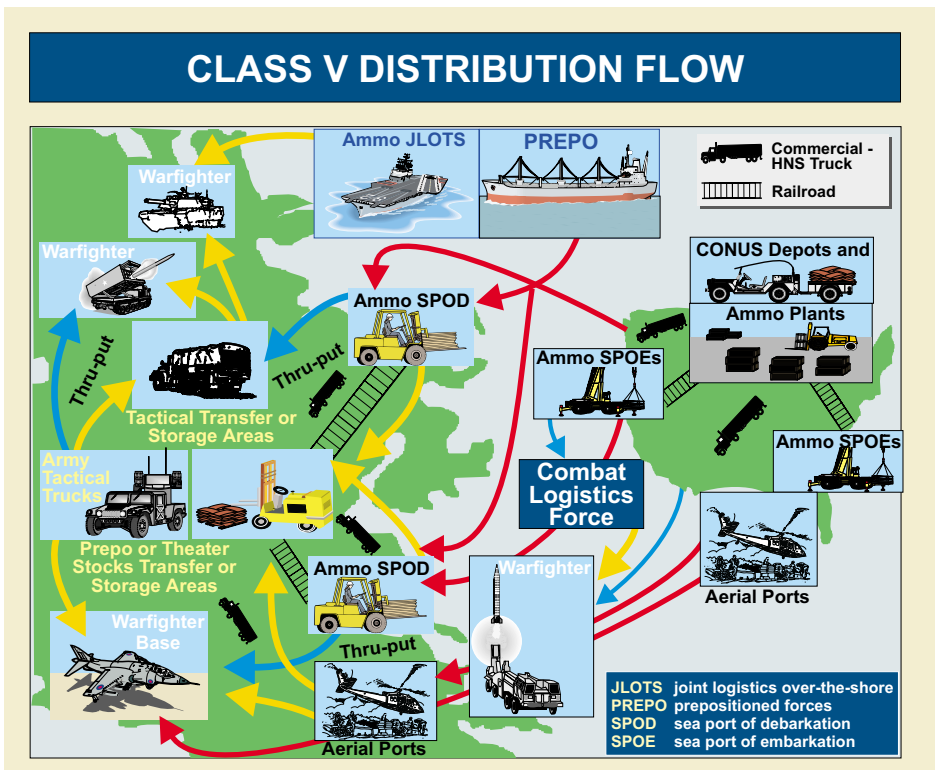 CLASS V DISTRIBUTION FLOW
Ammo JLOTS
PREPO
Commercial -
HNS Truck
Railroad
Warfighter
Warfighter
CONUS Depots and
Ammo Plants
Ammo SPOD
Thru-put
Thru-put
Ammo SPOEs
Tactical Transfer or
Storage Areas
Ammo SPOEs
Army
Tactical
Trucks
Combat
Logistics
Force
Prepo or Theater
Stocks Transfer or
Storage Areas
Ammo SPOD
Warfighter
Aerial Ports
Warfighter
Base
Thru-put
Aerial Ports
JLOTS joint logistics over-the-shore
PREPO prepositioned forces
SPOD sea port of debarkation
SPOE sea port of embarkation